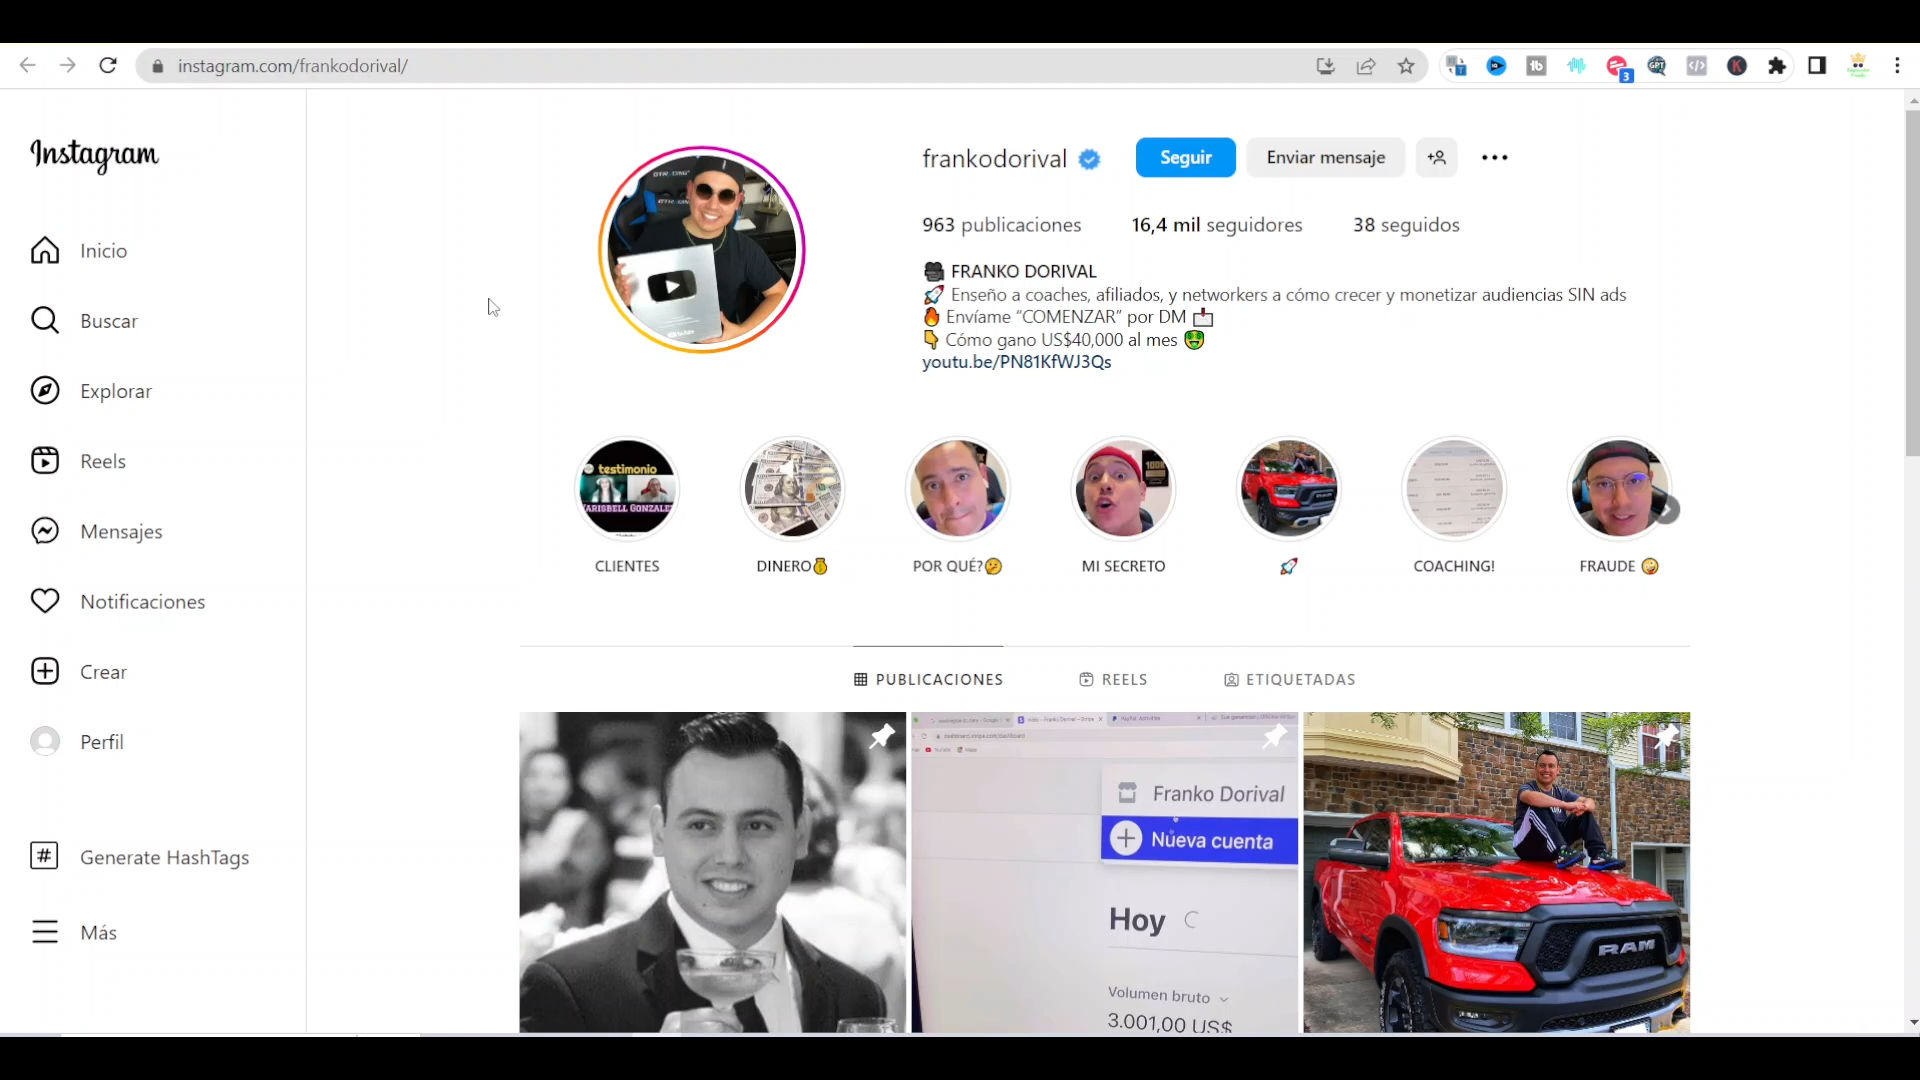 instagram.com/frankodorival/
3
Instagram
Inicio
Buscar
Explorar
Reels
Mensajes
Notificaciones
Crear
Perfil
Generate HashTags
Más
frankodorival
Seguir
Enviar mensaje
963 publicaciones 16,4 mil seguidores 38 seguidos
🎥 FRANKO DORIVAL
🚀 Enseño a coaches, afiliados, y networkers a cómo crecer y monetizar audiencias SIN ads
🔥 Envíame “COMENZAR” por DM 📩
👇 Cómo gano US$40,000 al mes 🤑
youtu.be/PN81KfWJ3Qs
testimonio
CLIENTES
DINERO💰
POR QUÉ?🤔
MI SECRETO
🚀
COACHING!
FRAUDE 🤪
PUBLICACIONES
REELS
ETIQUETADAS
Franko Dorival
Nueva cuenta
Hoy
Volumen bruto
3.001,00 US$
RAM